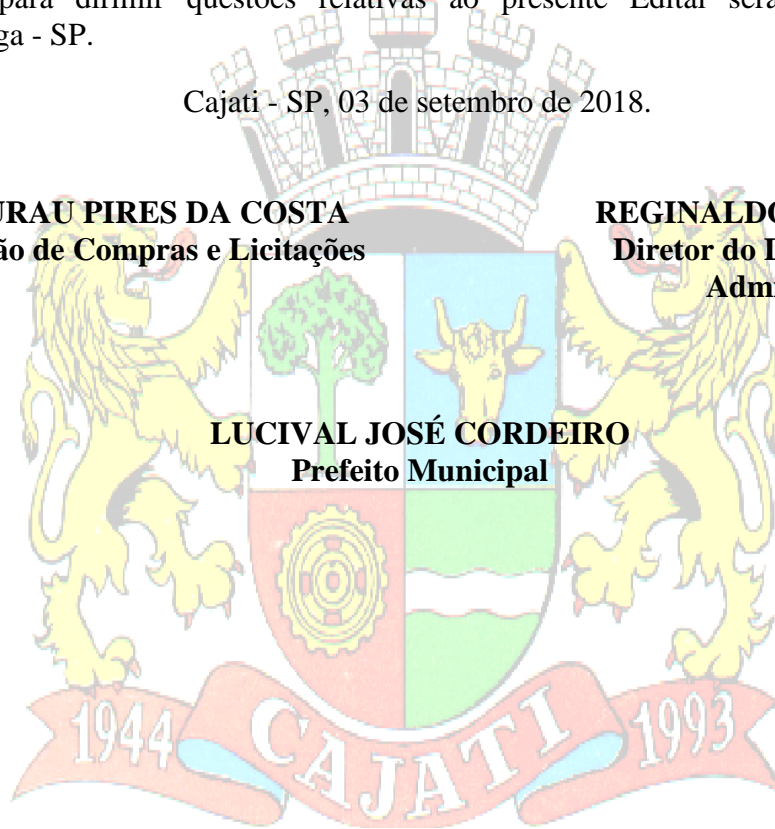 para dirimir questões relativas ao presente Edital será
ga - SP.
Cajati - SP, 03 de setembro de 2018.
URAU PIRES DA COSTA
REGINALDO
ão de Compras e Licitações
Diretor do D
Admi
LUCIVAL JOSÉ CORDEIRO
Prefeito Municipal
1944 CAJATI 1993